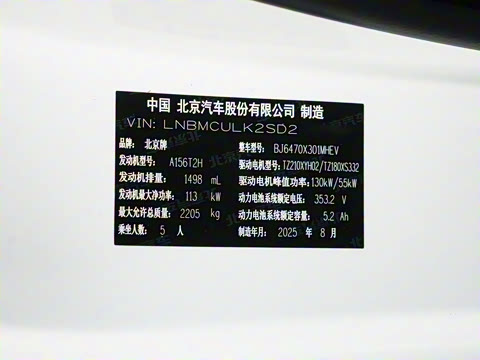 中国 北京汽车股份有限公司 制造
VIN: LNBMCULK2SD2
品牌: 北京牌 整车型号: BJ6470X301MHEV
发动机型号: A156T2H 驱动电机型号: TZ210XYH02/TZ180XS332
发动机排量: 1498 mL 驱动电机峰值功率: 130kW/55kW
发动机最大净功率: 113 kW 动力电池系统额定电压: 353.2 V
最大允许总质量: 2205 kg 动力电池系统额定容量: 5.2 Ah
乘坐人数: 5 人 制造年月: 2025 年 8 月